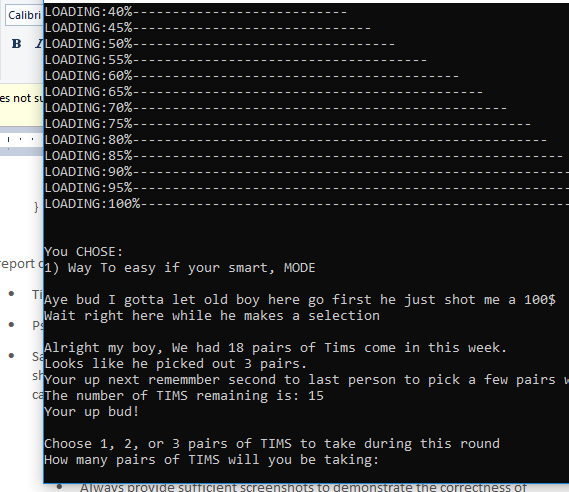 Calibri
B I
es not su
LOADING:40%---------------------------
LOADING:45%------------------------------
LOADING:50%---------------------------------
LOADING:55%-------------------------------------
LOADING:60%-----------------------------------------
LOADING:65%--------------------------------------------
LOADING:70%-----------------------------------------------
LOADING:75%--------------------------------------------------
LOADING:80%----------------------------------------------------
LOADING:85%------------------------------------------------------
LOADING:90%-------------------------------------------------------
LOADING:95%-------------------------------------------------------
LOADING:100%------------------------------------------------------
}
You CHOSE:
report
1) Way To easy if your smart, MODE
• Ti
Aye bud I gotta let old boy here go first he just shot me a 100$
Wait right here while he makes a selection
• Ps
Alright my boy, We had 18 pairs of Tims come in this week.
• Sa
Looks like he picked out 3 pairs.
sh
Your up next rememmber second to last person to pick a few pairs w
ca
The number of TIMS remaining is: 15
Your up bud!
Choose 1, 2, or 3 pairs of TIMS to take during this round
How many pairs of TIMS will you be taking:
• Always provide sufficient screenshots to demonstrate the correctness of